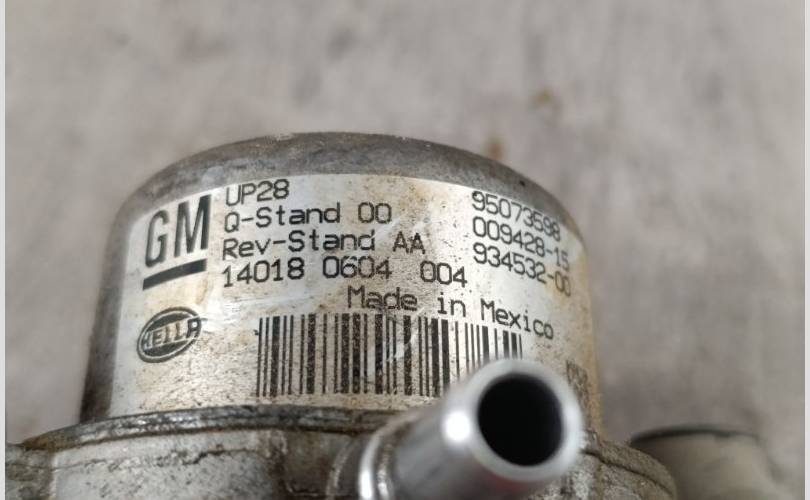 GM
UP28
Q-Stand 00
Rev-Stand AA
14018 0604 004
95073598
009428-15
934532-00
Made in Mexico
HELLA